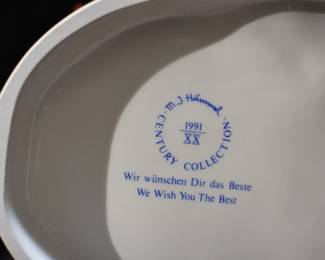 M.J. Hümmel
1991
XX
· CENTURY COLLECTION ·
Wir wünschen Dir das Beste
We Wish You The Best